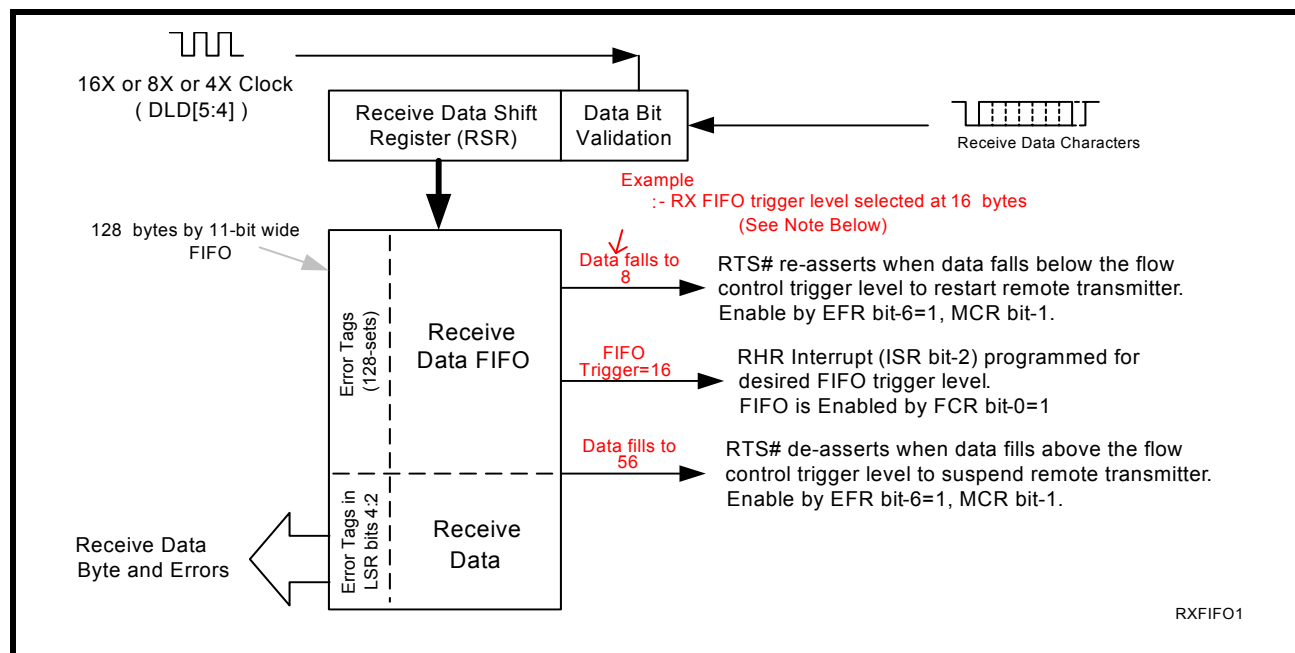 16X or 8X or 4X Clock
( DLD[5:4] )
Receive Data Shift
Register (RSR)
Data Bit
Validation
Receive Data Characters
Example
:- RX FIFO trigger level selected at 16 bytes
(See Note Below)
128 bytes by 11-bit wide
FIFO
Error Tags
(128-sets)
Receive
Data FIFO
Data falls to
8
RTS# re-asserts when data falls below the flow
control trigger level to restart remote transmitter.
Enable by EFR bit-6=1, MCR bit-1.
FIFO
Trigger=16
RHR Interrupt (ISR bit-2) programmed for
desired FIFO trigger level.
FIFO is Enabled by FCR bit-0=1
Data fills to
56
RTS# de-asserts when data fills above the flow
control trigger level to suspend remote transmitter.
Enable by EFR bit-6=1, MCR bit-1.
Error Tags in
LSR bits 4:2
Receive
Data
Receive Data
Byte and Errors
RXFIFO1